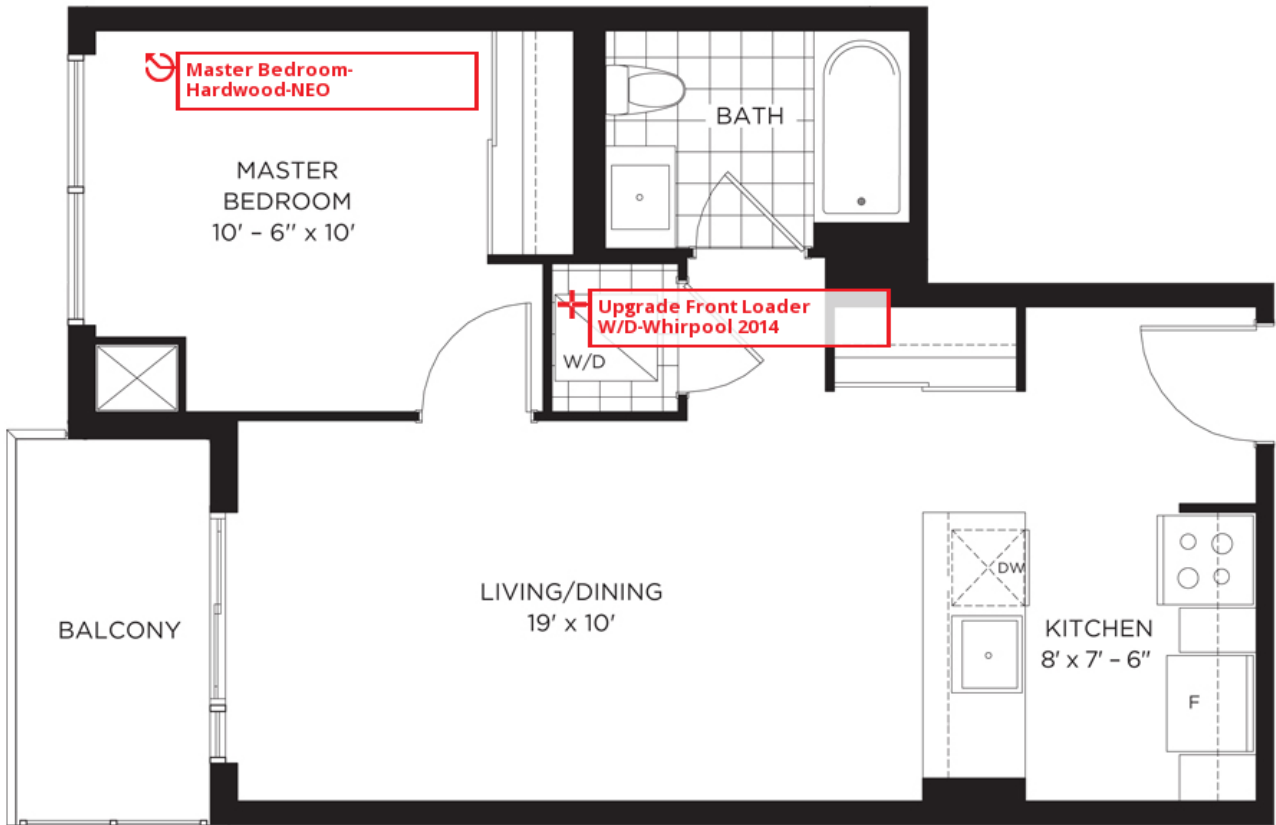 Master Bedroom-
Hardwood-NEO
MASTER
BEDROOM
10' - 6'' x 10'
BATH
Upgrade Front Loader
W/D-Whirpool 2014
W/D
BALCONY
LIVING/DINING
19' x 10'
DW
KITCHEN
8' x 7' - 6''
F